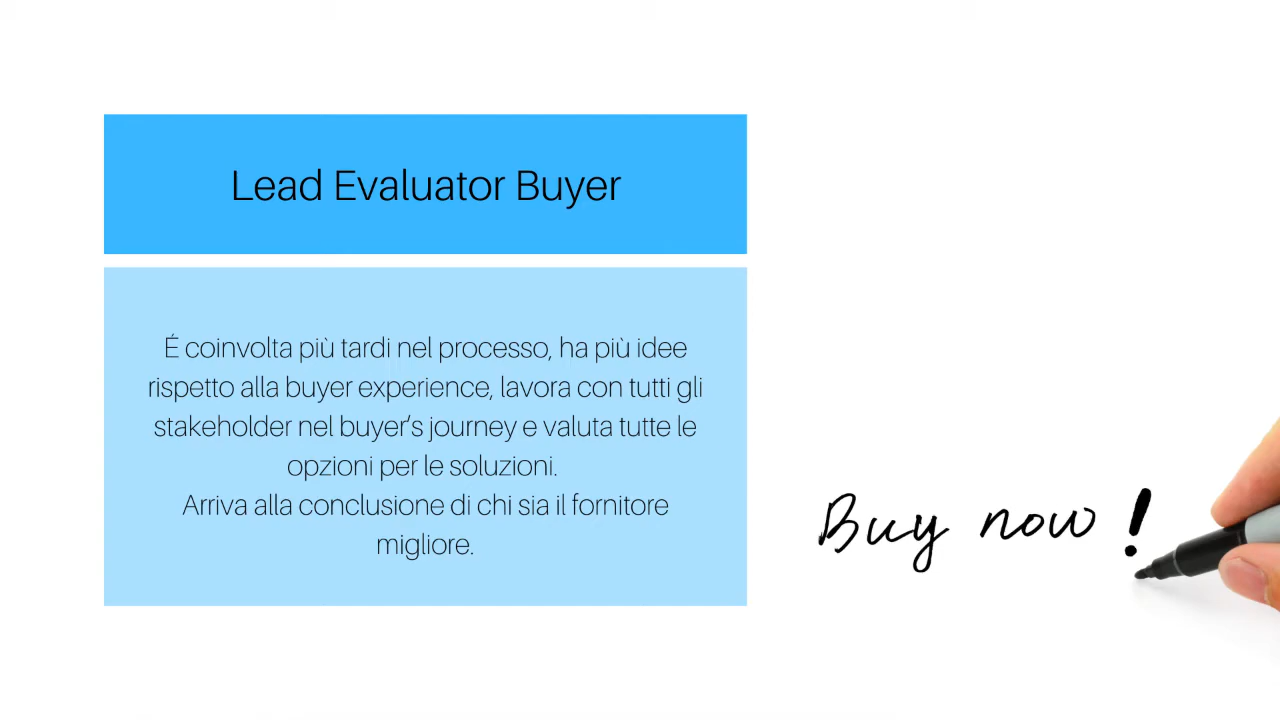 Lead Evaluator Buyer
É coinvolta più tardi nel processo, ha più idee
rispetto alla buyer experience, lavora con tutti gli
stakeholder nel buyer’s journey e valuta tutte le
opzioni per le soluzioni.
Arriva alla conclusione di chi sia il fornitore
migliore.
Buy now !